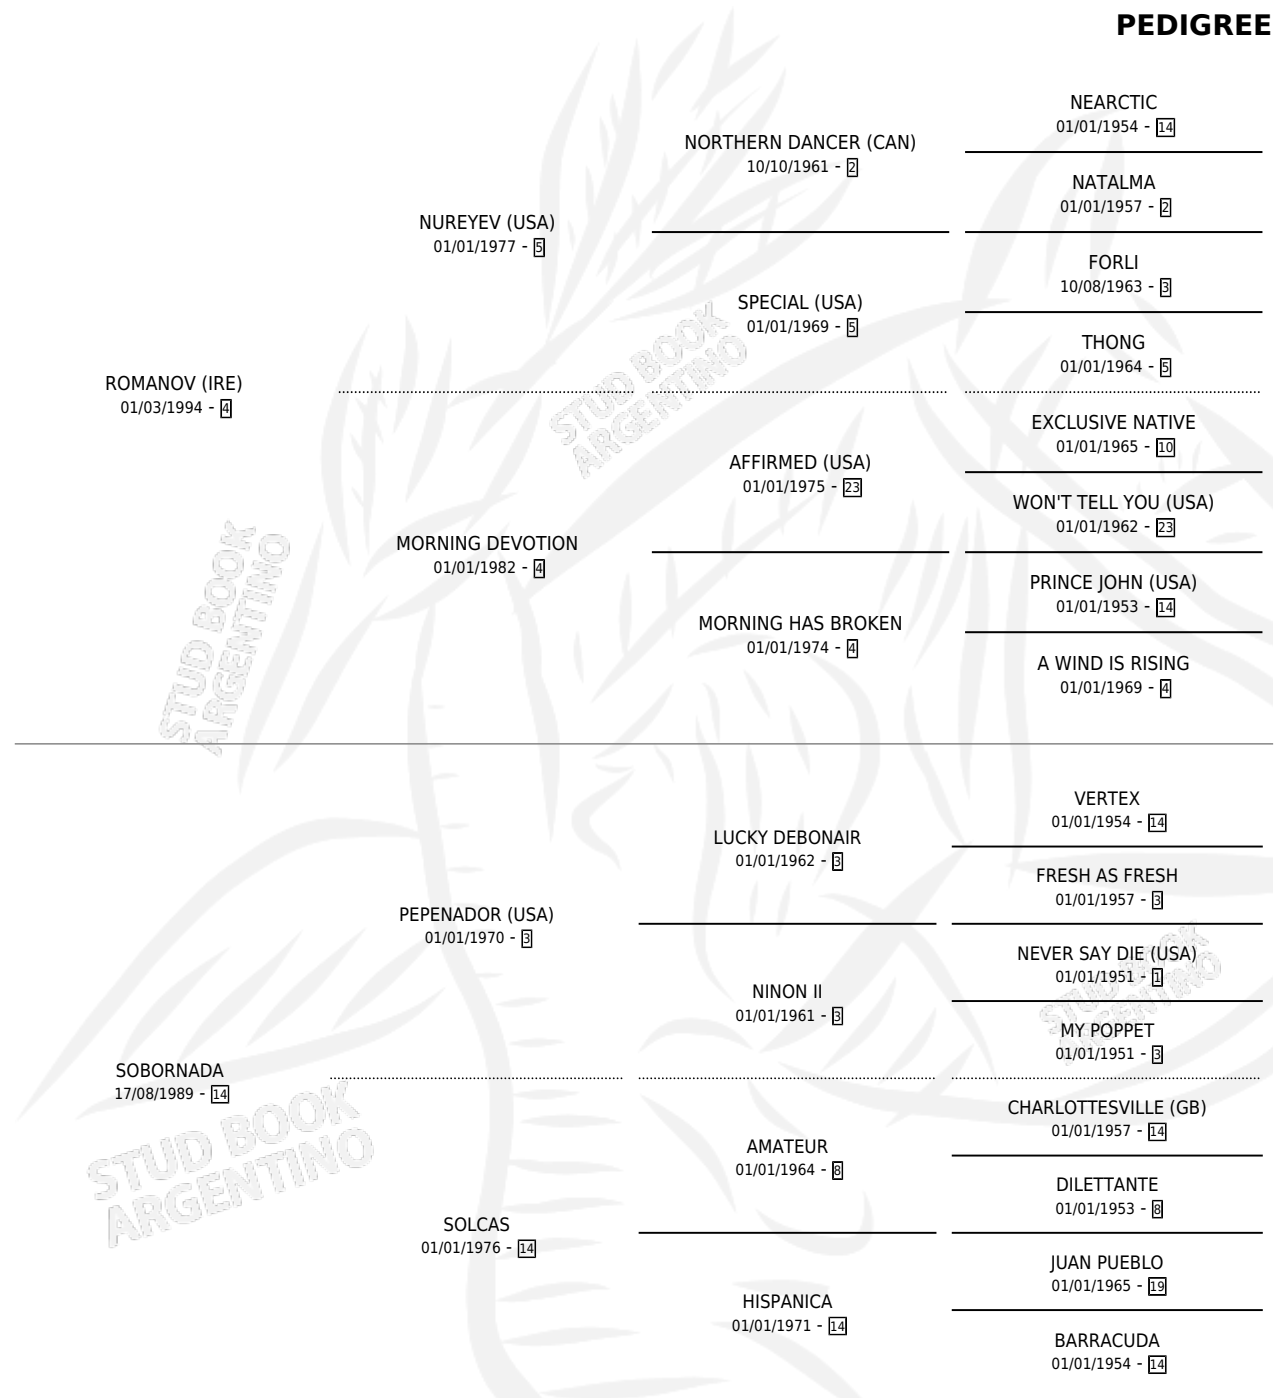 PEDIGREE
NEARCTIC
01/01/1954 - 14
NORTHERN DANCER (CAN)
10/10/1961 - 2
NATALMA
01/01/1957 - 2
NUREYEV (USA)
01/01/1977 - 5
FORLI
10/08/1963 - 3
SPECIAL (USA)
01/01/1969 - 5
THONG
01/01/1964 - 5
ROMANOV (IRE)
01/03/1994 - 4
EXCLUSIVE NATIVE
01/01/1965 - 10
AFFIRMED (USA)
01/01/1975 - 23
WON'T TELL YOU (USA)
01/01/1962 - 23
MORNING DEVOTION
01/01/1982 - 4
PRINCE JOHN (USA)
01/01/1953 - 14
MORNING HAS BROKEN
01/01/1974 - 4
A WIND IS RISING
01/01/1969 - 4
VERTEX
01/01/1954 - 14
LUCKY DEBONAIR
01/01/1962 - 3
FRESH AS FRESH
01/01/1957 - 3
PEPENADOR (USA)
01/01/1970 - 3
NEVER SAY DIE (USA)
01/01/1951 - 1
NINON II
01/01/1961 - 3
MY POPPET
01/01/1951 - 3
SOBORNADA
17/08/1989 - 14
CHARLOTTESVILLE (GB)
01/01/1957 - 14
AMATEUR
01/01/1964 - 8
DILETTANTE
01/01/1953 - 8
SOLCAS
01/01/1976 - 14
JUAN PUEBLO
01/01/1965 - 19
HISPANICA
01/01/1971 - 14
BARRACUDA
01/01/1954 - 14
STUD BOOK
ARGENTINO
STUD BOOK
ARGENTINO
STUD BOOK
ARGENTINO
STUD BOOK
ARGENTINO